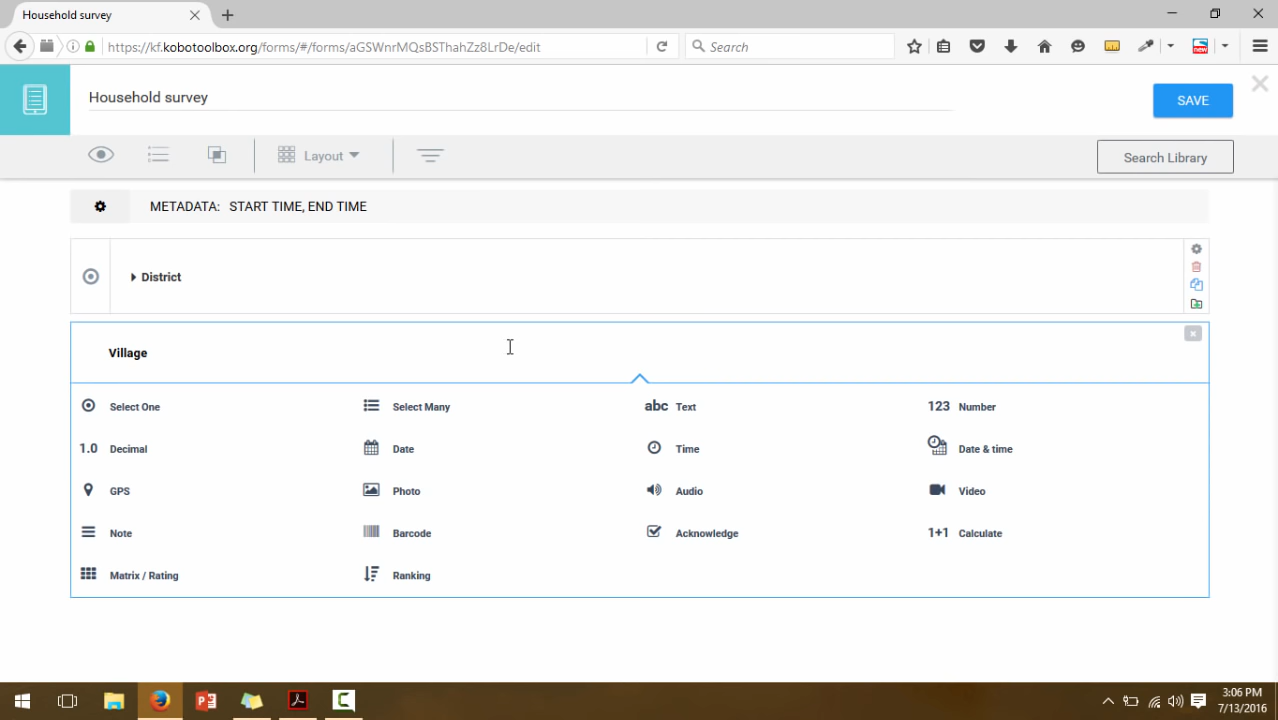 Household survey
https://kf.kobotoolbox.org/forms/#/forms/aGSWnrMQsBSThahZz8LrDe/edit
Search
new
Household survey
SAVE
Layout
Search Library
METADATA: START TIME, END TIME
District
Village
Select One
Select Many
abc Text
123 Number
1.0 Decimal
Date
Time
Date & time
GPS
Photo
Audio
Video
Note
Barcode
Acknowledge
1+1 Calculate
Matrix / Rating
Ranking
3:06 PM
7/13/2016